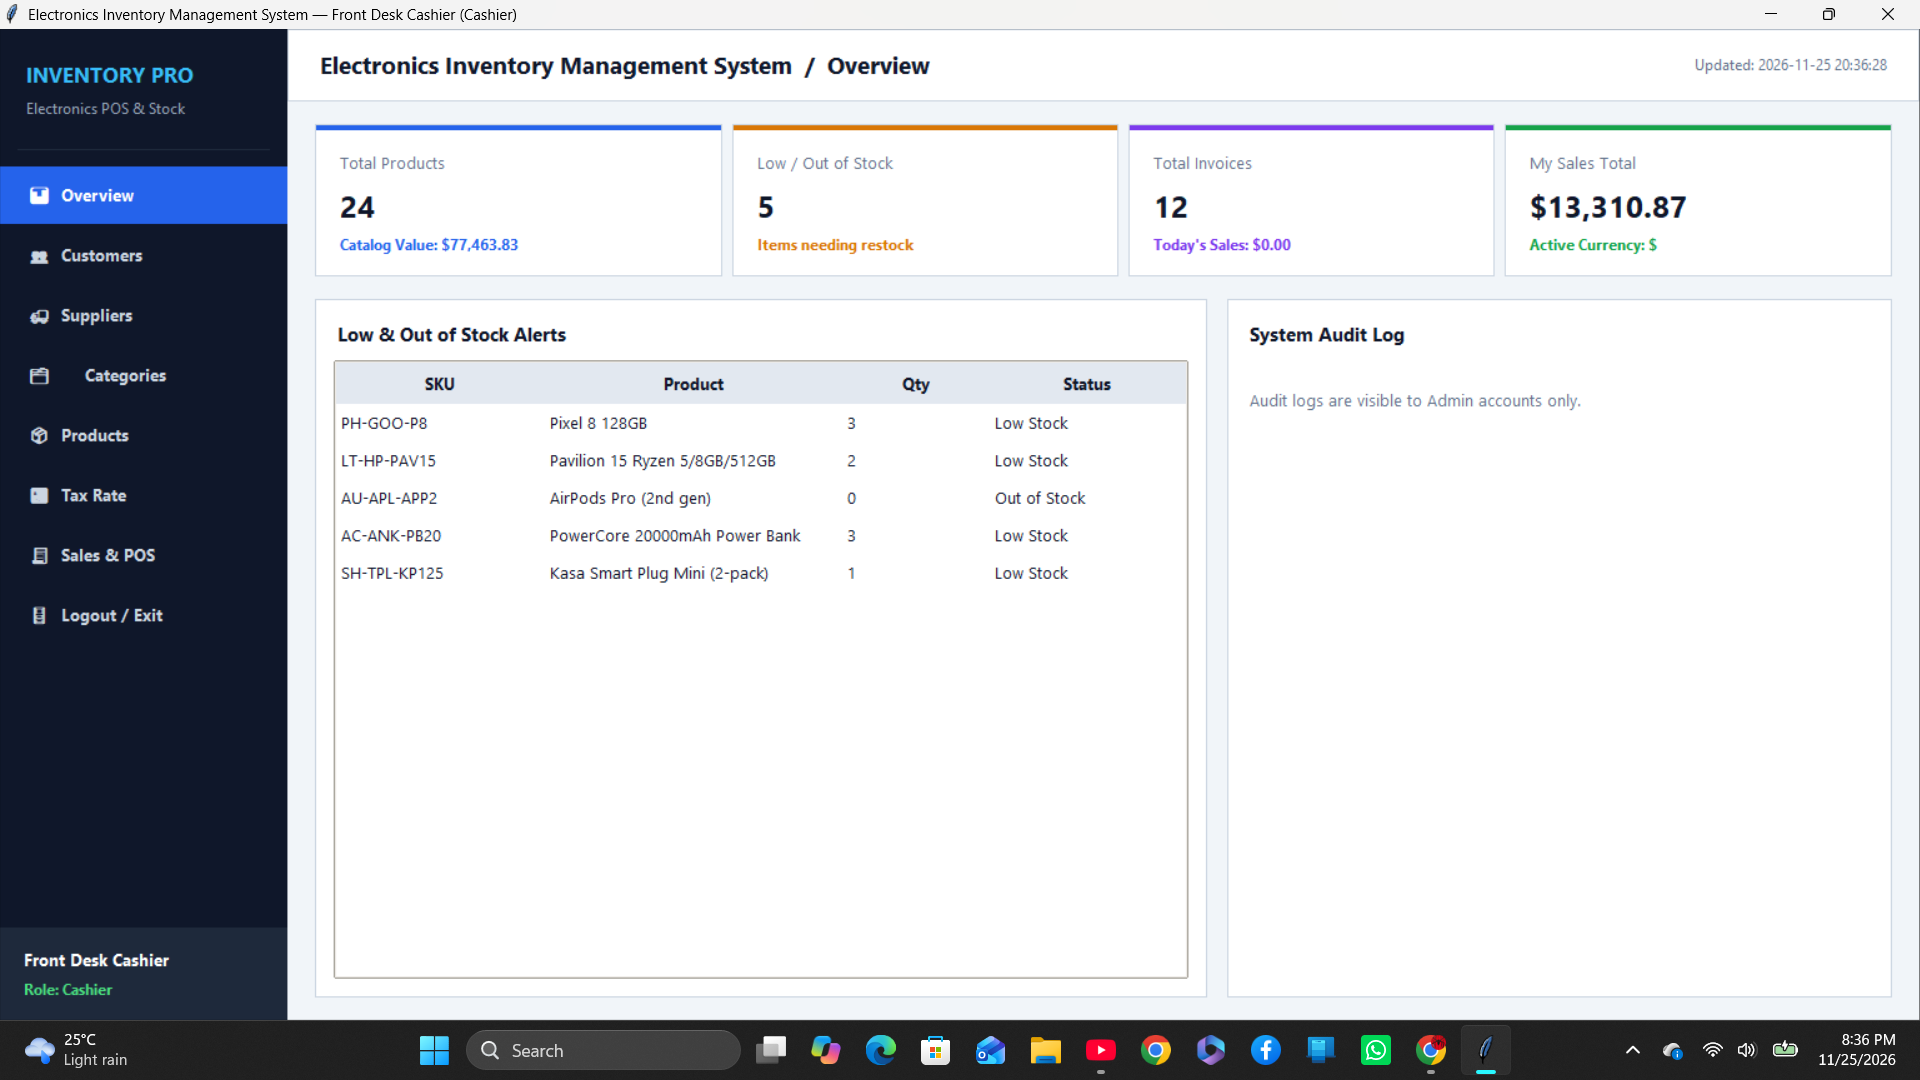 Electronics Inventory Management System — Front Desk Cashier (Cashier)
INVENTORY PRO
Electronics POS & Stock
Overview
Customers
Suppliers
Categories
Products
Tax Rate
Sales & POS
Logout / Exit
Front Desk Cashier
Role: Cashier
Electronics Inventory Management System / Overview
Updated: 2026-11-25 20:36:28
Total Products
24
Catalog Value: $77,463.83
Low / Out of Stock
5
Items needing restock
Total Invoices
12
Today's Sales: $0.00
My Sales Total
$13,310.87
Active Currency: $
Low & Out of Stock Alerts
SKU Product Qty Status
PH-GOO-P8 Pixel 8 128GB 3 Low Stock
LT-HP-PAV15 Pavilion 15 Ryzen 5/8GB/512GB 2 Low Stock
AU-APL-APP2 AirPods Pro (2nd gen) 0 Out of Stock
AC-ANK-PB20 PowerCore 20000mAh Power Bank 3 Low Stock
SH-TPL-KP125 Kasa Smart Plug Mini (2-pack) 1 Low Stock
System Audit Log
Audit logs are visible to Admin accounts only.
25°C
Light rain
Search
8:36 PM
11/25/2026